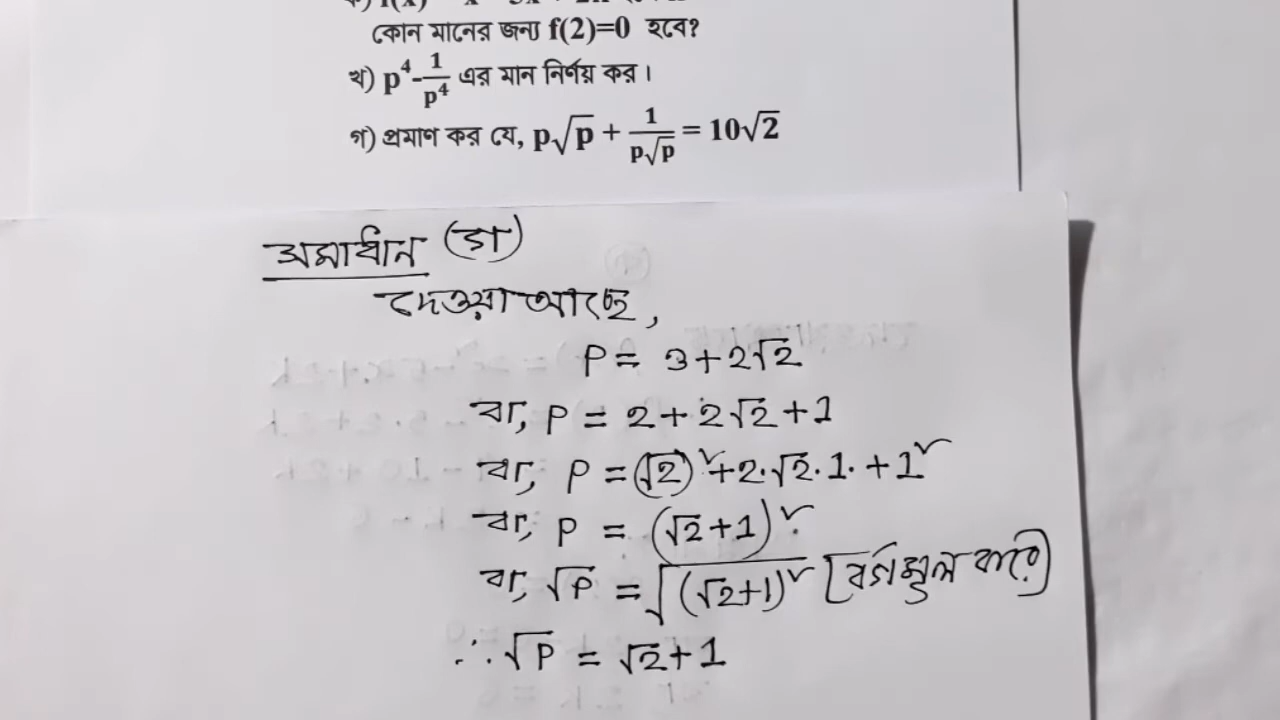 কোন মানের জন্য f(2)=0 হবে?
খ) p⁴-1/p⁴ এর মান নির্ণয় কর।
গ) প্রমাণ কর যে, p√p + 1/p√p = 10√2
সমাধান (গ)
দেওয়া আছে,
P = 3+2√2
বা, P = 2+2√2+1
বা, P = (√2)²+2·√2·1·+1²
বা, P = (√2+1)²
বা, √P = √(√2+1)² [বর্গমূল করে]
∴ √P = √2+1